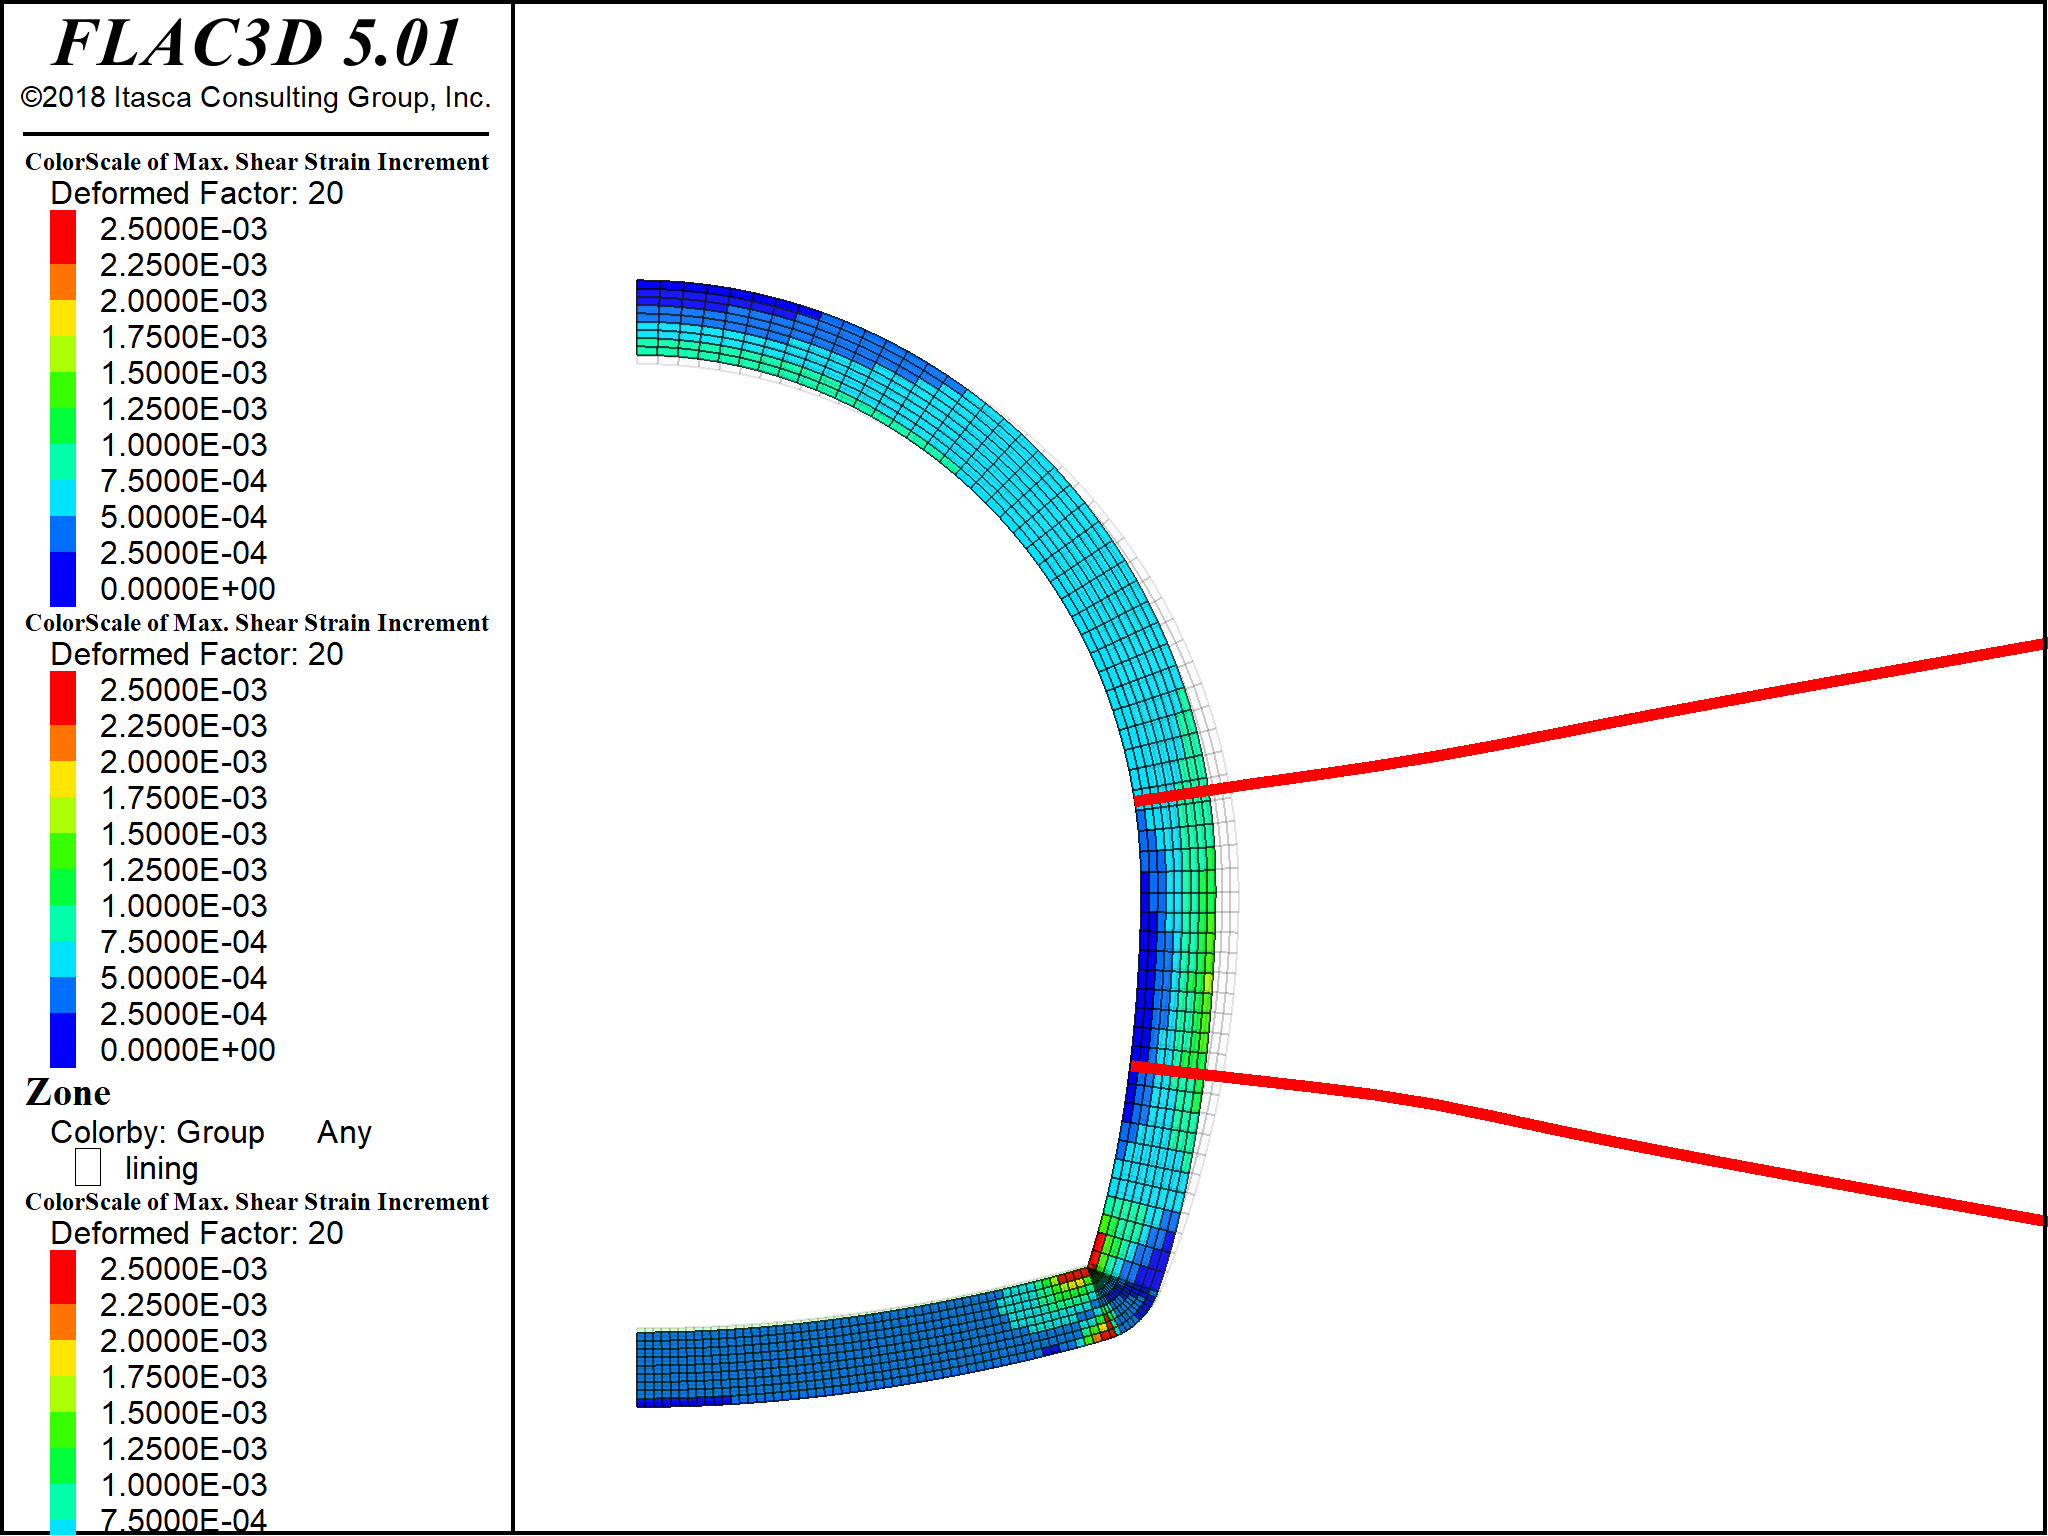 FLAC3D 5.01
©2018 Itasca Consulting Group, Inc.
ColorScale of Max. Shear Strain Increment
Deformed Factor: 20
2.5000E-03
2.2500E-03
2.0000E-03
1.7500E-03
1.5000E-03
1.2500E-03
1.0000E-03
7.5000E-04
5.0000E-04
2.5000E-04
0.0000E+00
ColorScale of Max. Shear Strain Increment
Deformed Factor: 20
2.5000E-03
2.2500E-03
2.0000E-03
1.7500E-03
1.5000E-03
1.2500E-03
1.0000E-03
7.5000E-04
5.0000E-04
2.5000E-04
0.0000E+00
Zone
Colorby: Group Any
lining
ColorScale of Max. Shear Strain Increment
Deformed Factor: 20
2.5000E-03
2.2500E-03
2.0000E-03
1.7500E-03
1.5000E-03
1.2500E-03
1.0000E-03
7.5000E-04